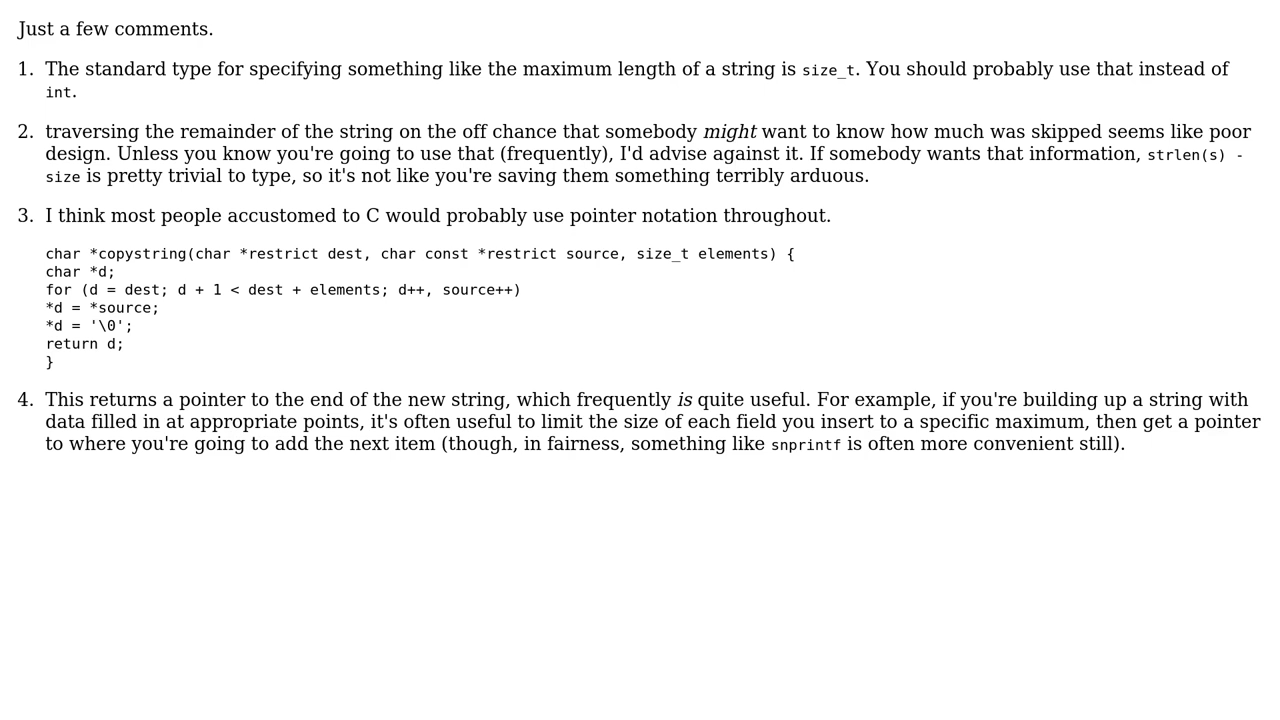 Just a few comments.
1. The standard type for specifying something like the maximum length of a string is size_t. You should probably use that instead of
int.
2. traversing the remainder of the string on the off chance that somebody might want to know how much was skipped seems like poor
design. Unless you know you're going to use that (frequently), I'd advise against it. If somebody wants that information, strlen(s) -
size is pretty trivial to type, so it's not like you're saving them something terribly arduous.
3. I think most people accustomed to C would probably use pointer notation throughout.
char *copystring(char *restrict dest, char const *restrict source, size_t elements) {
char *d;
for (d = dest; d + 1 < dest + elements; d++, source++)
*d = *source;
*d = '\0';
return d;
}
4. This returns a pointer to the end of the new string, which frequently is quite useful. For example, if you're building up a string with
data filled in at appropriate points, it's often useful to limit the size of each field you insert to a specific maximum, then get a pointer
to where you're going to add the next item (though, in fairness, something like snprintf is often more convenient still).